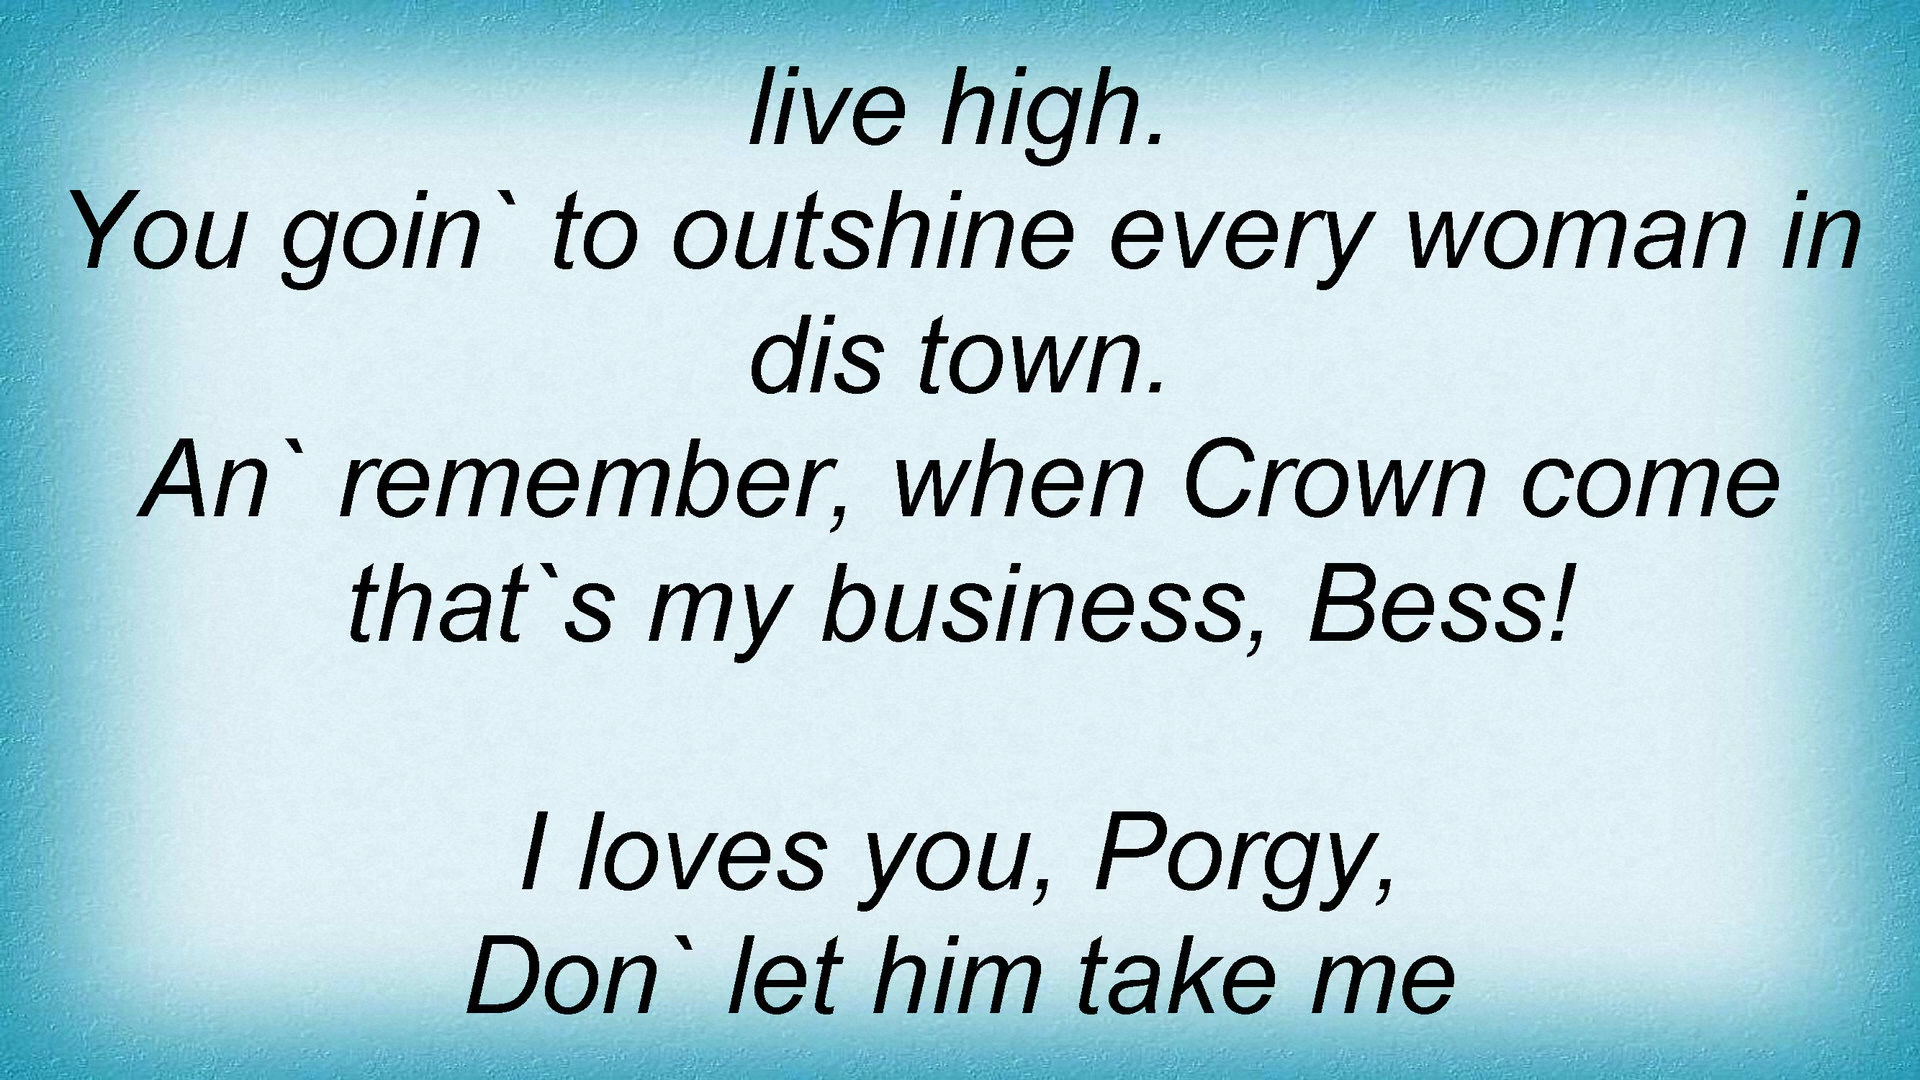 live high.
You goin` to outshine every woman in
dis town.
An` remember, when Crown come
that`s my business, Bess!
I loves you, Porgy,
Don` let him take me